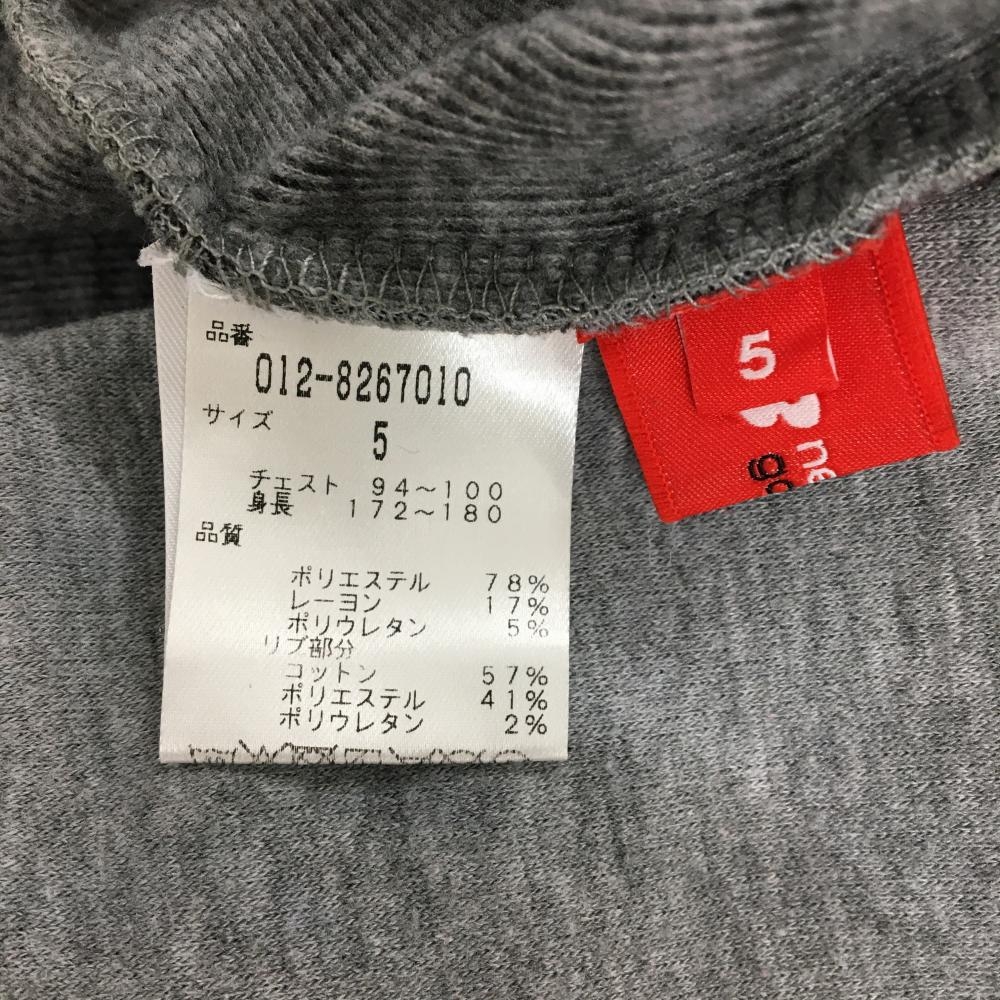 品番
012-8267010
サイズ
5
チェスト 94～100
身長 172～180
品質
ポリエステル 78%
レーヨン 17%
ポリウレタン 5%
リブ部分
コットン 57%
ポリエステル 41%
ポリウレタン 2%
5
ne
go